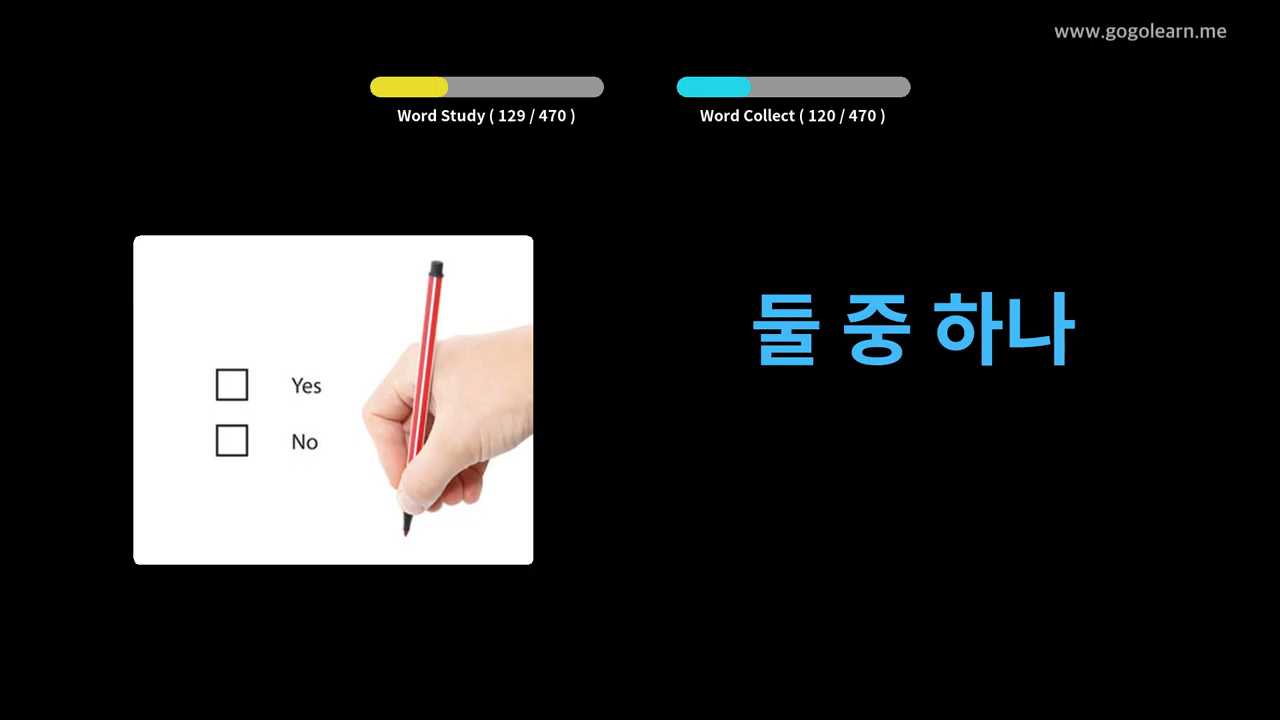 www.gogolearn.me
Word Study ( 129 / 470 )
Word Collect ( 120 / 470 )
둘 중 하나
Yes
No